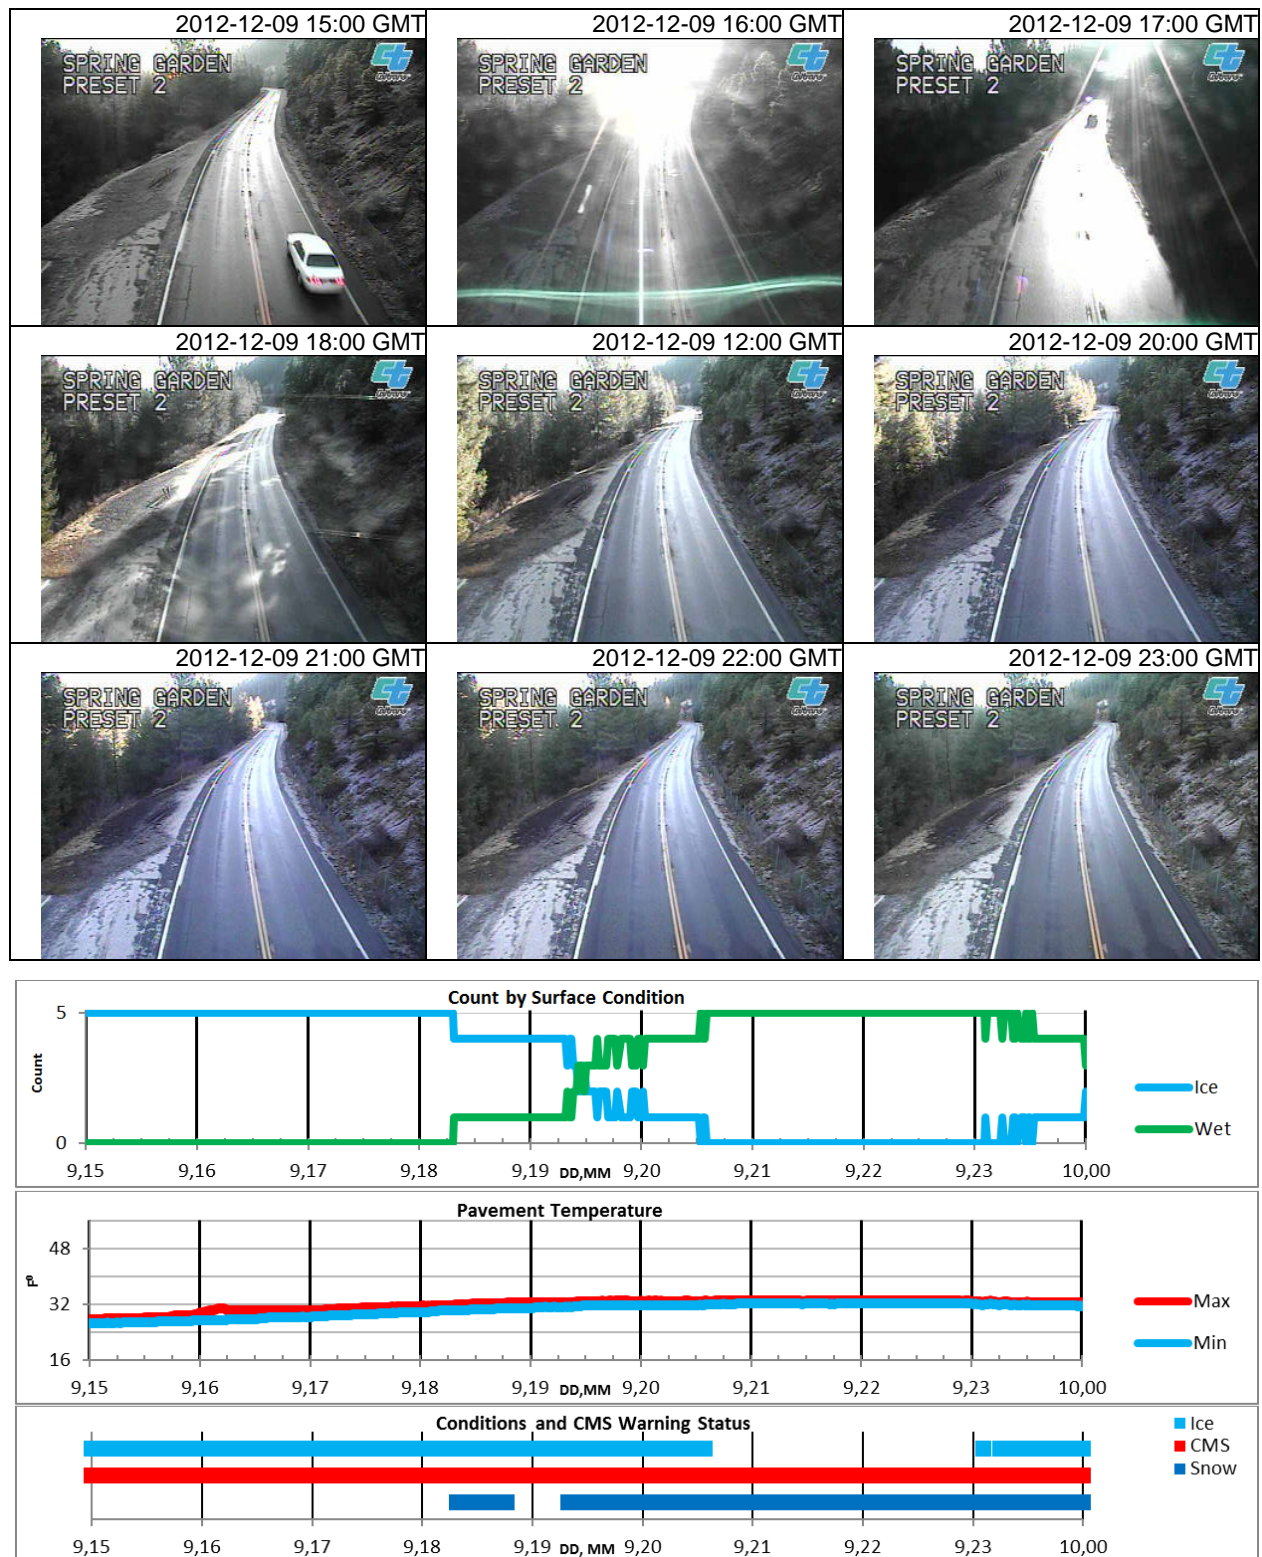 2012-12-09 15:00 GMT
2012-12-09 16:00 GMT
2012-12-09 17:00 GMT
SPRING GARDEN
PRESET 2
SPRING GARDEN
PRESET 2
SPRING GARDEN
PRESET 2
2012-12-09 18:00 GMT
2012-12-09 12:00 GMT
2012-12-09 20:00 GMT
SPRING GARDEN
PRESET 2
SPRING GARDEN
PRESET 2
SPRING GARDEN
PRESET 2
2012-12-09 21:00 GMT
2012-12-09 22:00 GMT
2012-12-09 23:00 GMT
SPRING GARDEN
PRESET 2
SPRING GARDEN
PRESET 2
SPRING GARDEN
PRESET 2
Count by Surface Condition
5
Count
0
9,15 9,16 9,17 9,18 9,19 DD,MM 9,20 9,21 9,22 9,23 10,00
Ice
Wet
Pavement Temperature
48
F⁰
32
16
9,15 9,16 9,17 9,18 9,19 DD,MM 9,20 9,21 9,22 9,23 10,00
Max
Min
Conditions and CMS Warning Status
Ice
CMS
Snow
9,15 9,16 9,17 9,18 9,19 DD, MM 9,20 9,21 9,22 9,23 10,00